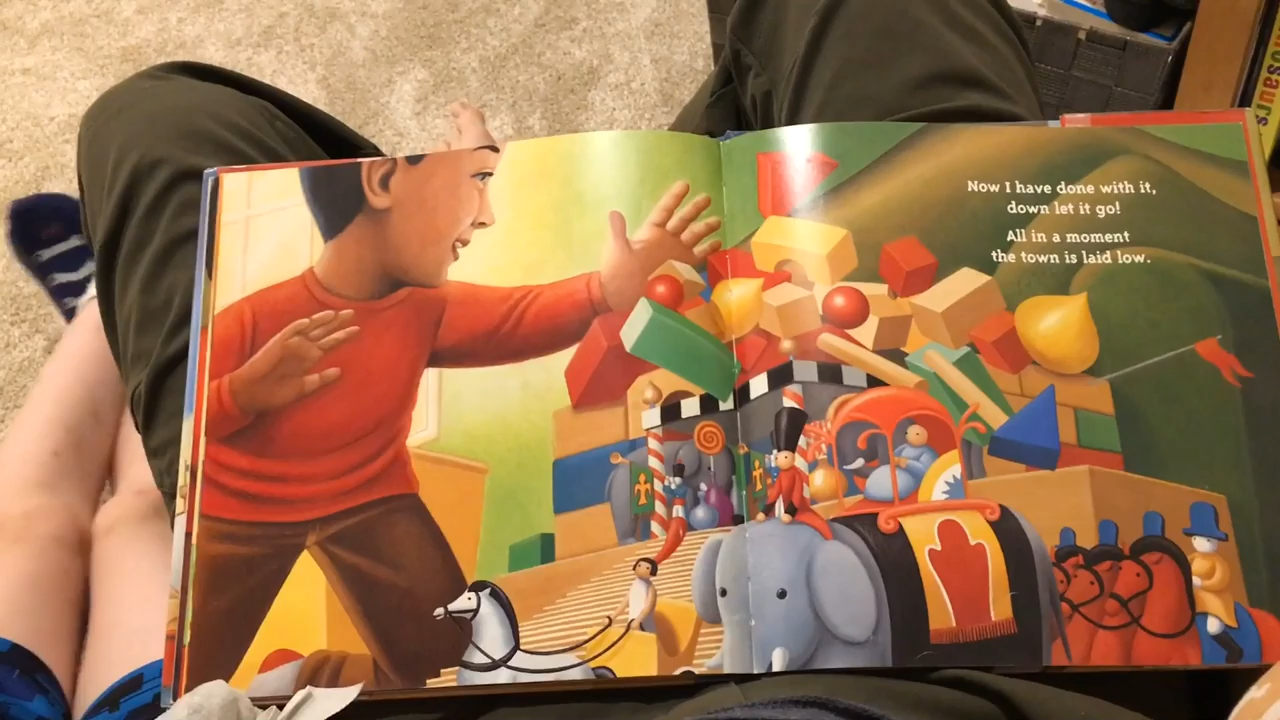 Now I have done with it,
down let it go!
All in a moment
the town is laid low.